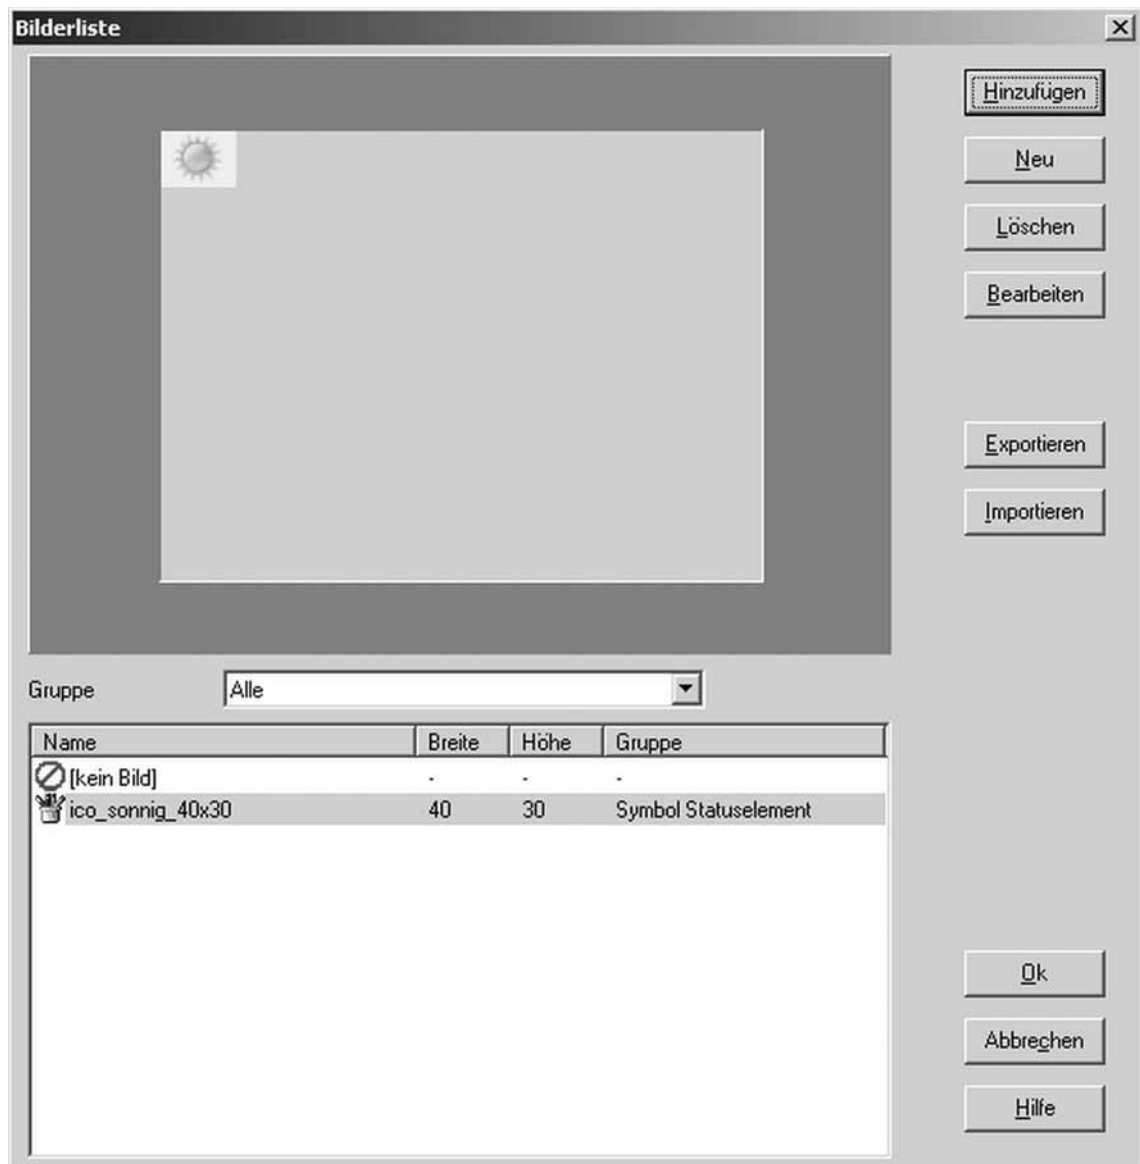 Bilderliste
Hinzufügen
Neu
Löschen
Bearbeiten
Exportieren
Importieren
Gruppe Alle
Name Breite Höhe Gruppe
[kein Bild] - - -
ico_sonnig_40x30 40 30 Symbol Statuselement
Ok
Abbrechen
Hilfe